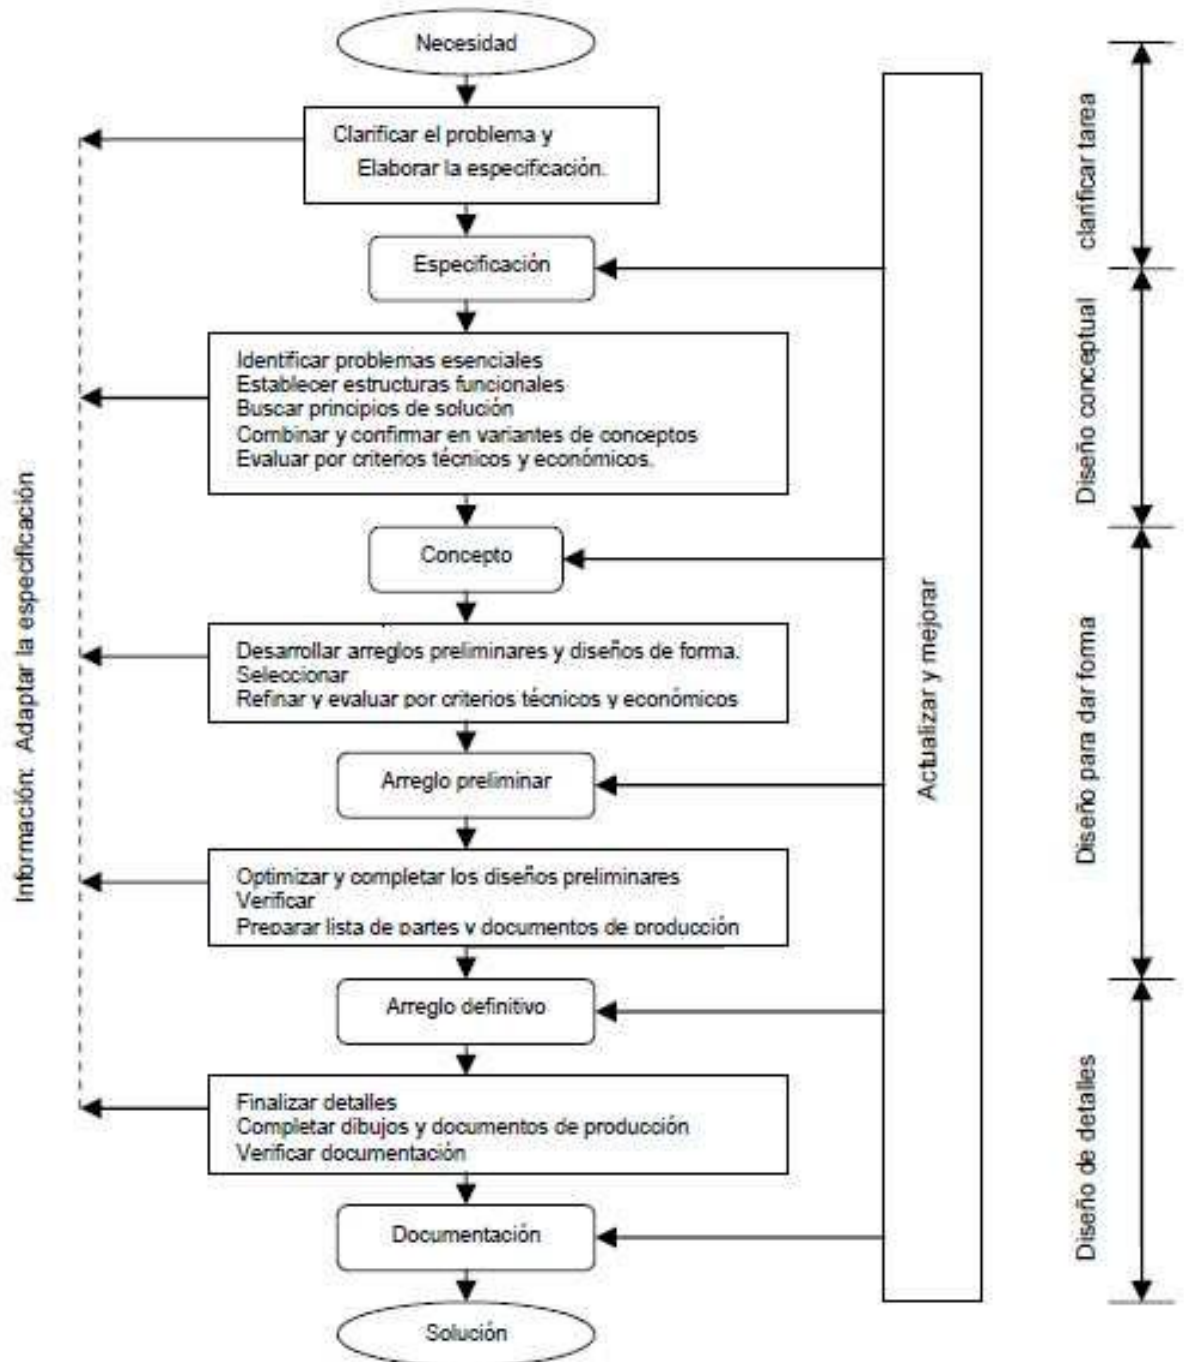 Necesidad
Clarificar el problema y
Elaborar la especificación.
Especificación
Identificar problemas esenciales
Establecer estructuras funcionales
Buscar principios de solución
Combinar y confirmar en variantes de conceptos
Evaluar por criterios técnicos y económicos.
Concepto
Desarrollar arreglos preliminares y diseños de forma.
Seleccionar
Refinar y evaluar por criterios técnicos y económicos
Arreglo preliminar
Optimizar y completar los diseños preliminares
Verificar
Preparar lista de partes y documentos de producción
Arreglo definitivo
Finalizar detalles
Completar dibujos y documentos de producción
Verificar documentación
Documentación
Solución
Información: Adaptar la especificación
Actualizar y mejorar
clarificar tarea
Diseño conceptual
Diseño para dar forma
Diseño de detalles